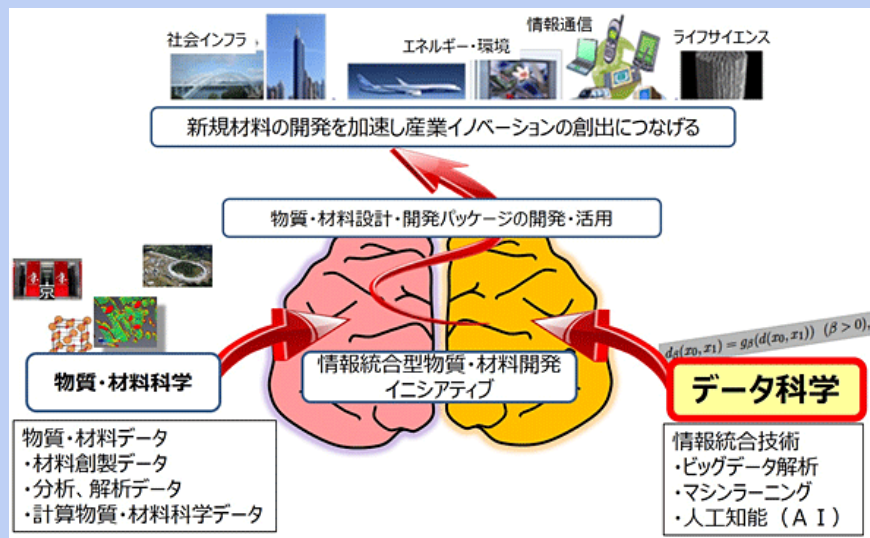 社会インフラ
エネルギー・環境
情報通信
ライフサイエンス
新規材料の開発を加速し産業イノベーションの創出につなげる
物質・材料設計・開発パッケージの開発・活用
京
d_β(x₀, x₁) = g_β(d(x₀, x₁)) (β > 0),
物質・材料科学
情報統合型物質・材料開発
イニシアティブ
データ科学
物質・材料データ
・材料創製データ
・分析、解析データ
・計算物質・材料科学データ
情報統合技術
・ビッグデータ解析
・マシンラーニング
・人工知能（ＡＩ）